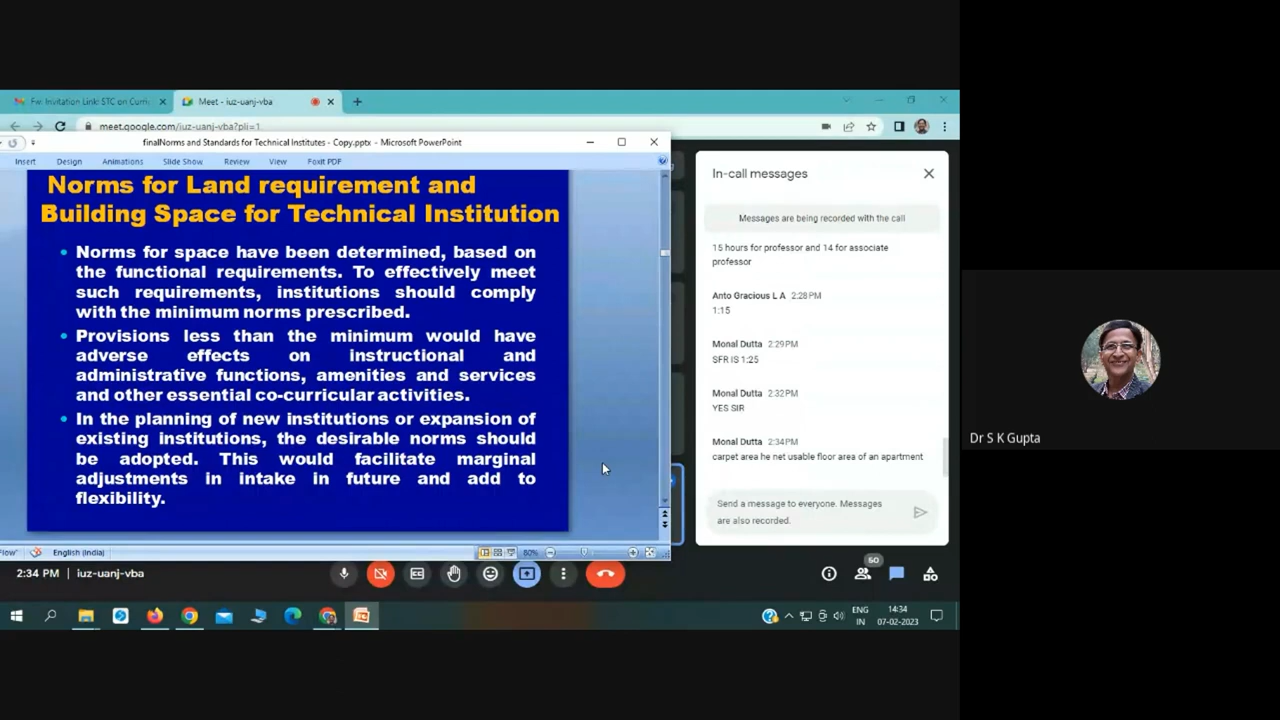 Fw: Invitation Link: STC on Curric
Meet - iuz-uanj-vba
meet.google.com/iuz-uanj-vba?pli=1
finalNorms and Standards for Technical Institutes - Copy.pptx - Microsoft PowerPoint
Insert Design Animations Slide Show Review View Foxit PDF
Norms for Land requirement and
Building Space for Technical Institution
• Norms for space have been determined, based on
the functional requirements. To effectively meet
such requirements, institutions should comply
with the minimum norms prescribed.
• Provisions less than the minimum would have
adverse effects on instructional and
administrative functions, amenities and services
and other essential co-curricular activities.
• In the planning of new institutions or expansion of
existing institutions, the desirable norms should
be adopted. This would facilitate marginal
adjustments in intake in future and add to
flexibility.
English (India)
80%
In-call messages
Messages are being recorded with the call
15 hours for professor and 14 for associate
professor
Anto Gracious L A 2:28 PM
1:15
Monal Dutta 2:29 PM
SFR IS 1:25
Monal Dutta 2:32 PM
YES SIR
Monal Dutta 2:34 PM
carpet area he net usable floor area of an apartment
Send a message to everyone. Messages
are also recorded.
2:34 PM | iuz-uanj-vba
50
ENG
IN
14:34
07-02-2023
Dr S K Gupta